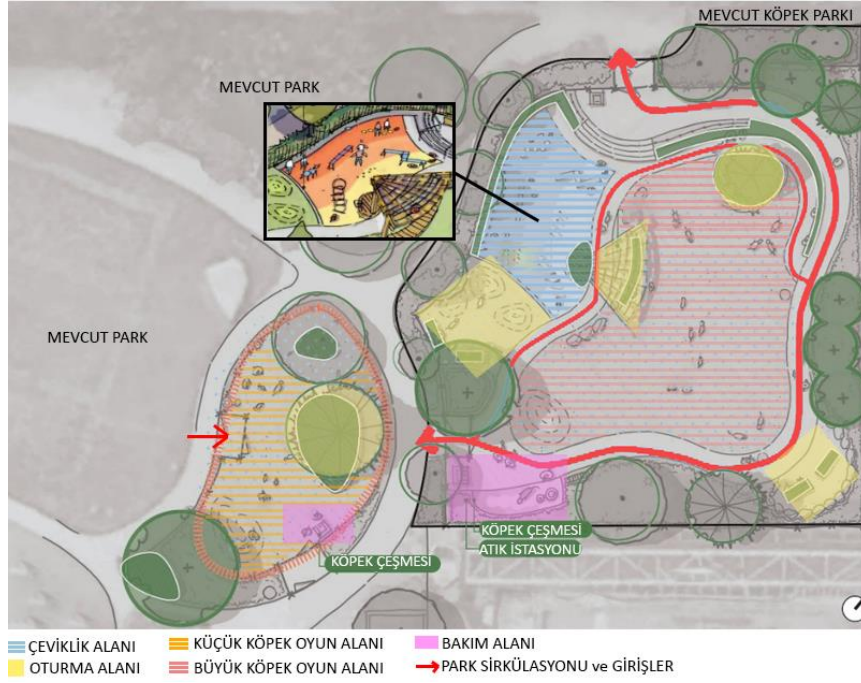 MEVCUT KÖPEK PARKI
MEVCUT PARK
MEVCUT PARK
KÖPEK ÇEŞMESİ
ATIK İSTASYONU
KÖPEK ÇEŞMESİ
ÇEVİKLİK ALANI
KÜÇÜK KÖPEK OYUN ALANI
BAKIM ALANI
OTURMA ALANI
BÜYÜK KÖPEK OYUN ALANI
PARK SİRKÜLASYONU ve GİRİŞLER